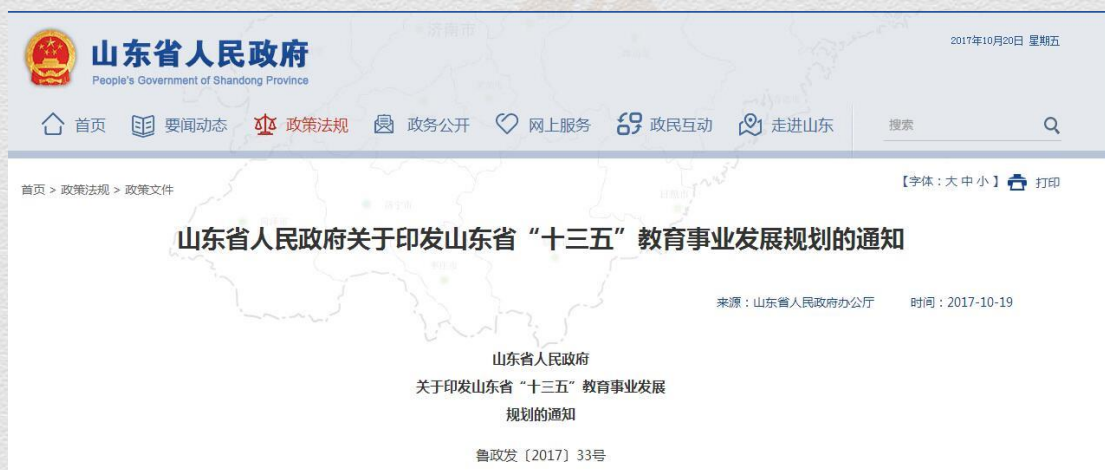 2017年10月20日 星期五
山东省人民政府
People's Government of Shandong Province
首页 要闻动态 政策法规 政务公开 网上服务 政民互动 走进山东 搜索
首页 > 政策法规 > 政策文件
【字体：大 中 小 】 打印
山东省人民政府关于印发山东省“十三五”教育事业发展规划的通知
来源：山东省人民政府办公厅 时间：2017-10-19
山东省人民政府
关于印发山东省“十三五”教育事业发展
规划的通知
鲁政发〔2017〕33号